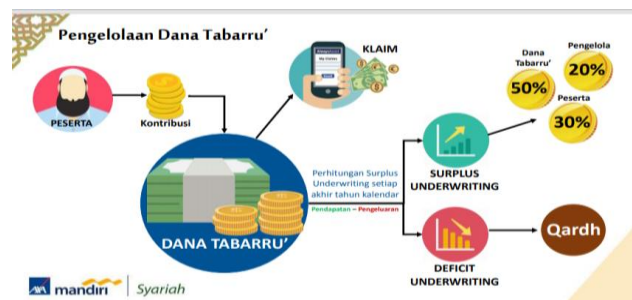 Pengelolaan Dana Tabarru'
PESERTA
Kontribusi
KLAIM
Dana
Tabarru'
50%
Pengelola
20%
Peserta
30%
DANA TABARRU'
Perhitungan Surplus
Underwriting setiap
akhir tahun kalendar
Pendapatan – Pengeluaran
SURPLUS
UNDERWRITING
DEFICIT
UNDERWRITING
Qardh
AXA mandiri Syariah